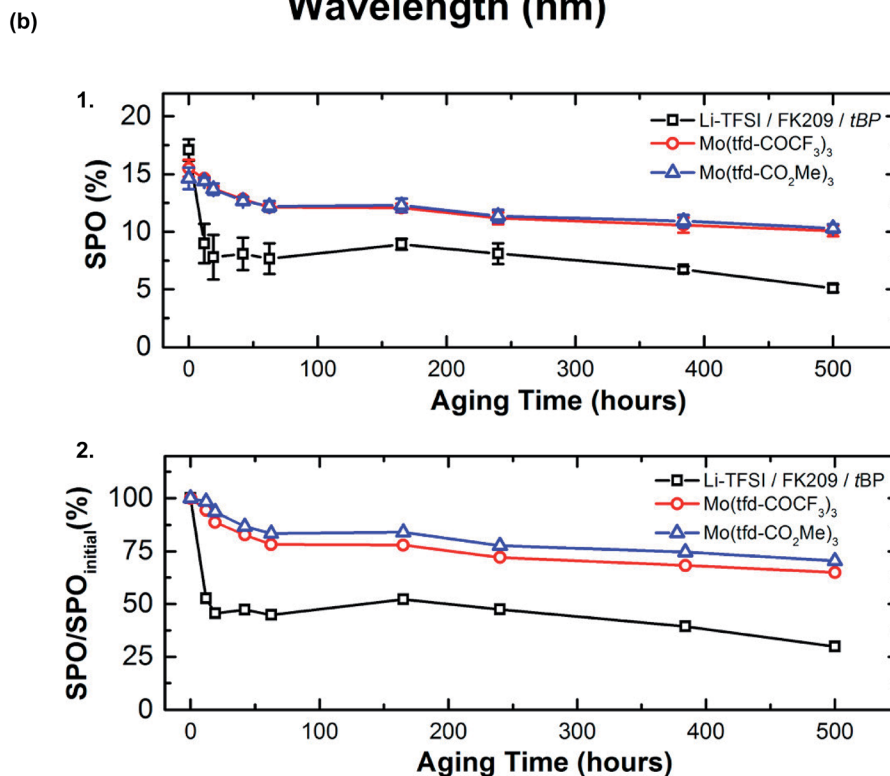 Wavelength (nm)
(b)
1.
20
15
10
5
0
SPO (%)
Li-TFSI / FK209 / tBP
Mo(tfd-COCF₃)₃
Mo(tfd-CO₂Me)₃
0 100 200 300 400 500
Aging Time (hours)
2.
100
75
50
25
0
SPO/SPOinitial(%)
Li-TFSI / FK209 / tBP
Mo(tfd-COCF₃)₃
Mo(tfd-CO₂Me)₃
0 100 200 300 400 500
Aging Time (hours)